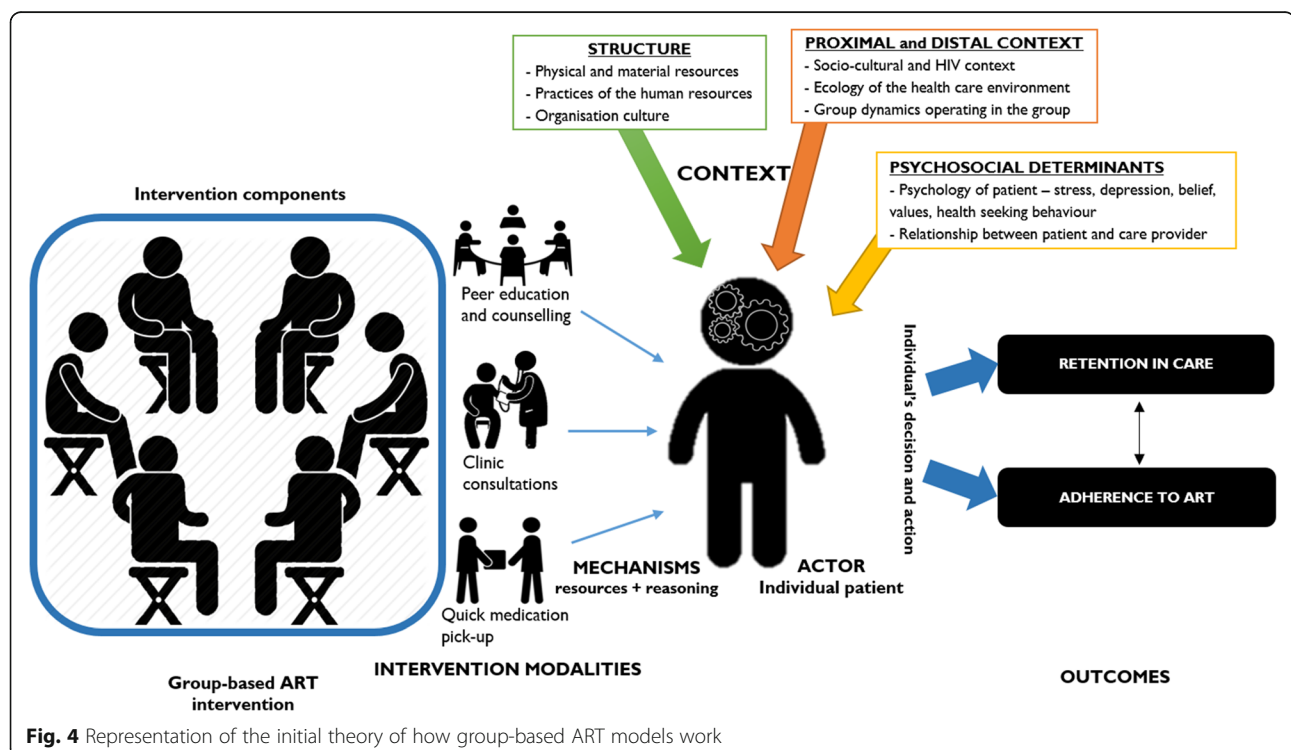 STRUCTURE
- Physical and material resources
- Practices of the human resources
- Organisation culture
PROXIMAL and DISTAL CONTEXT
- Socio-cultural and HIV context
- Ecology of the health care environment
- Group dynamics operating in the group
CONTEXT
PSYCHOSOCIAL DETERMINANTS
- Psychology of patient – stress, depression, belief,
values, health seeking behaviour
- Relationship between patient and care provider
Intervention components
Peer education
and counselling
Clinic
consultations
Quick medication
pick-up
MECHANISMS
resources + reasoning
ACTOR
Individual patient
Individual's decision and action
RETENTION IN CARE
ADHERENCE TO ART
INTERVENTION MODALITIES
Group-based ART
intervention
OUTCOMES
Fig. 4 Representation of the initial theory of how group-based ART models work